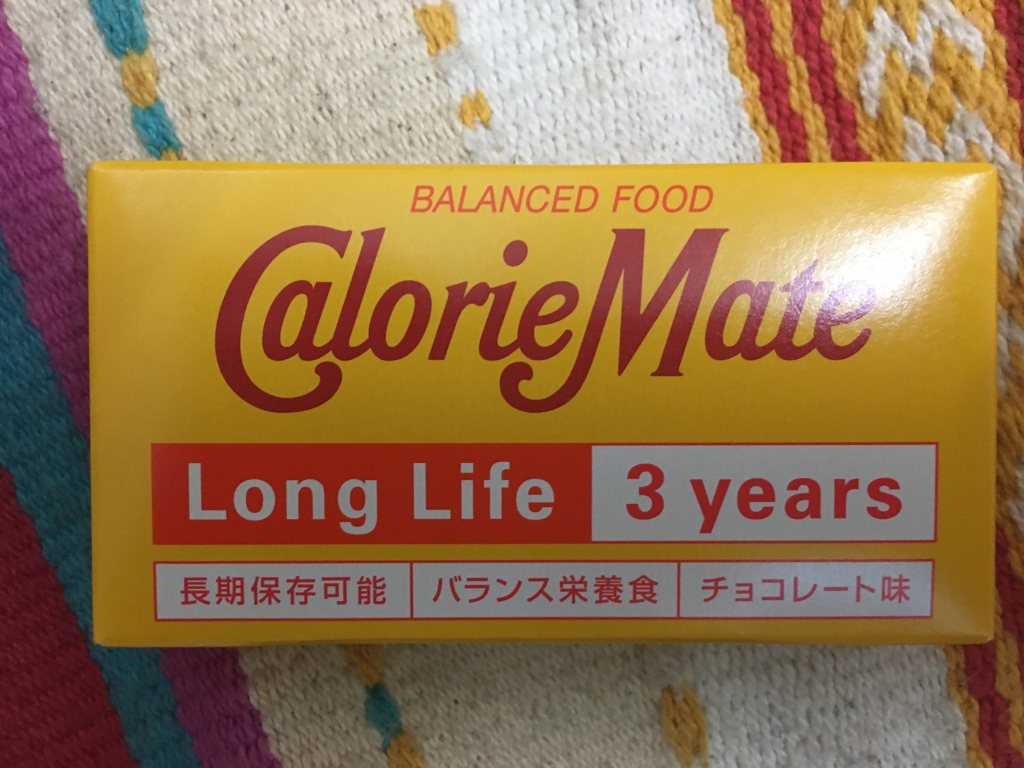 BALANCED FOOD
CalorieMate
Long Life 3 years
長期保存可能 バランス栄養食 チョコレート味